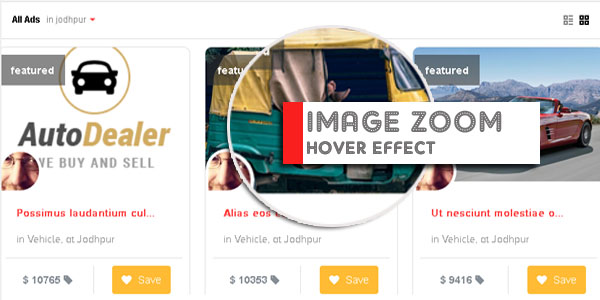 All Ads in jodhpur
featured
featu
featured
AutoDealer
WE BUY AND SELL
IMAGE ZOOM
HOVER EFFECT
Possimus laudantium cul...
Alias eos
Ut nesciunt molestiae o...
in Vehicle, at Jodhpur
in Vehicle, at Jodhpur
in Vehicle, at Jodhpur
$ 10765
Save
$ 10353
Save
$ 9416
Save